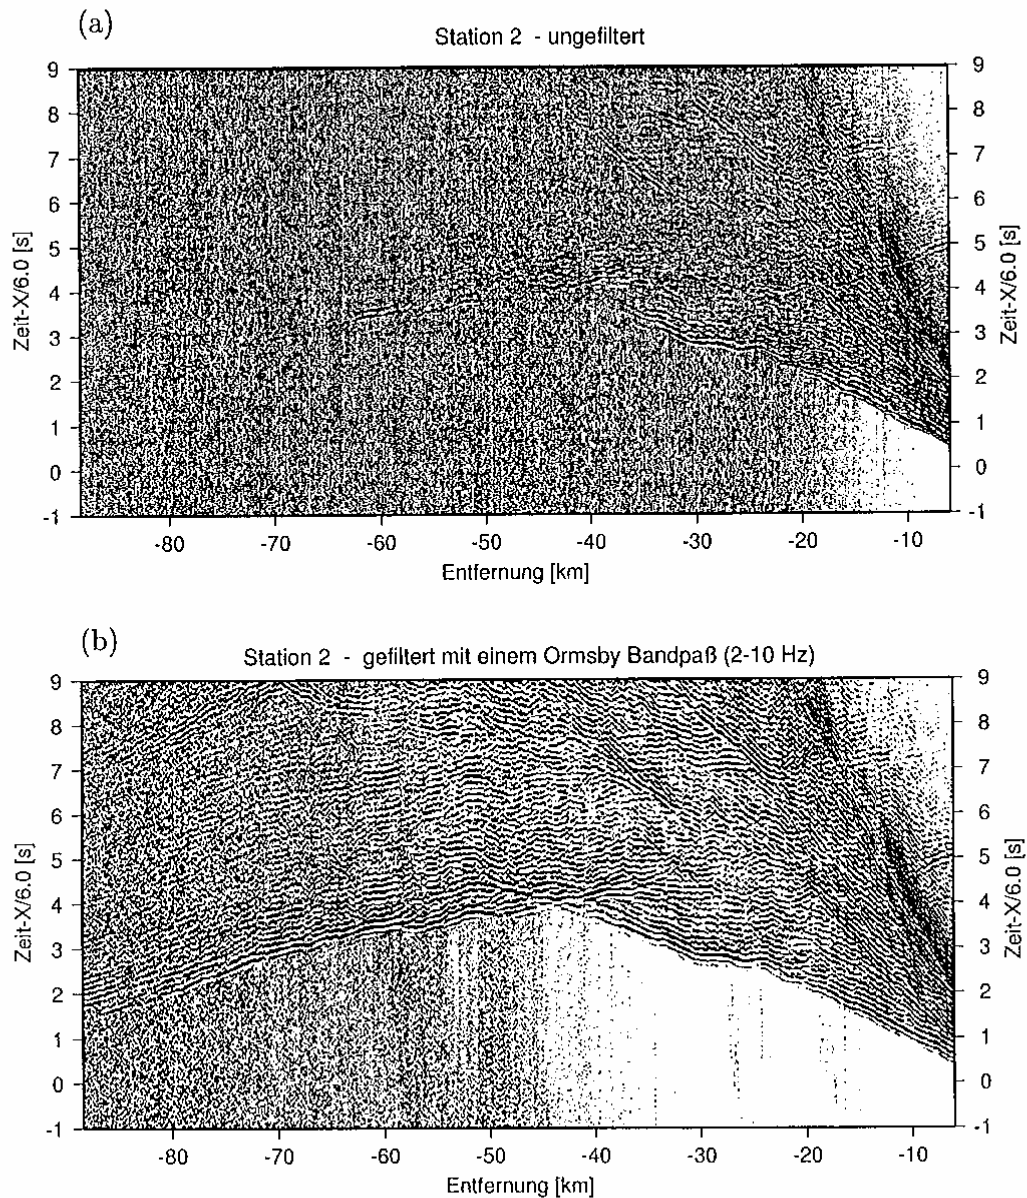 (a)
Station 2 - ungefiltert
9 9
8 8
7 7
6 6
5 5
4 4
3 3
2 2
1 1
0 0
-1 -1
Zeit-X/6.0 [s]
Zeit-X/6.0 [s]
-80 -70 -60 -50 -40 -30 -20 -10
Entfernung [km]
(b)
Station 2 - gefiltert mit einem Ormsby Bandpaß (2-10 Hz)
9 9
8 8
7 7
6 6
5 5
4 4
3 3
2 2
1 1
0 0
-1 -1
Zeit-X/6.0 [s]
Zeit-X/6.0 [s]
-80 -70 -60 -50 -40 -30 -20 -10
Entfernung [km]